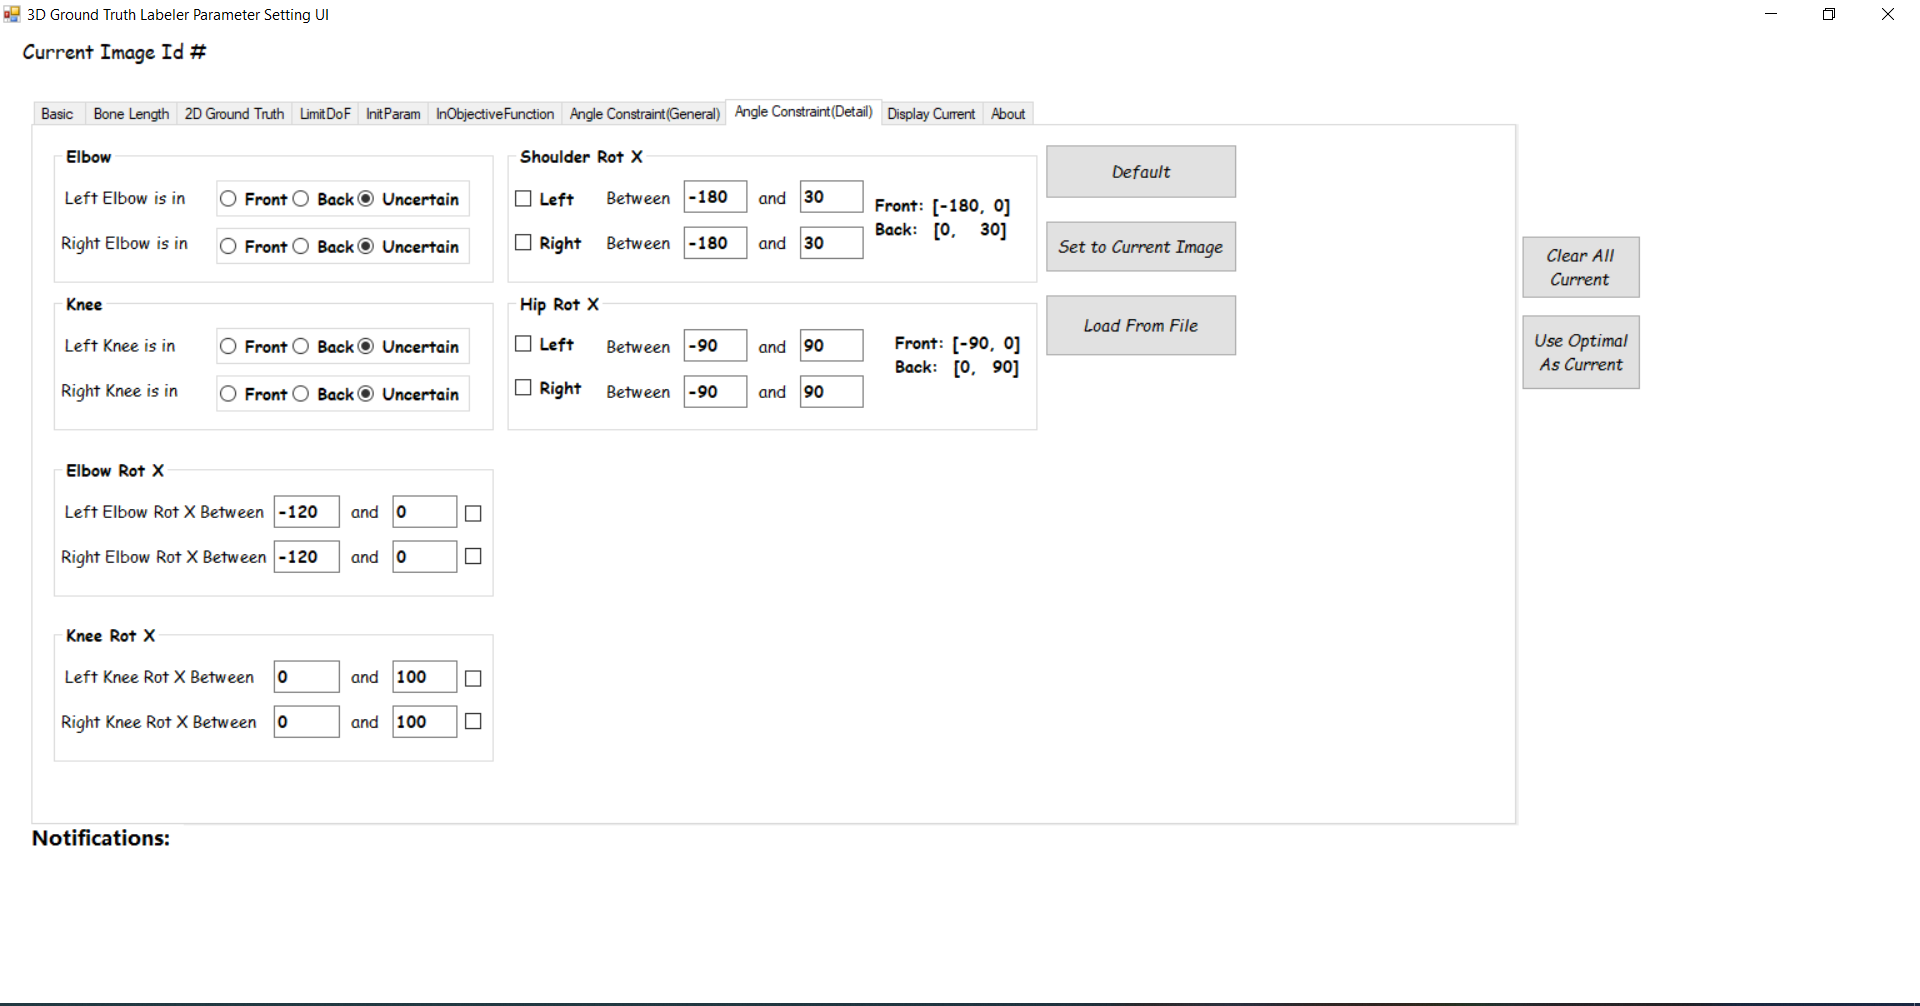 3D Ground Truth Labeler Parameter Setting UI
Current Image Id #
Basic Bone Length 2D Ground Truth LimitDoF InitParam InObjectiveFunction Angle Constraint(General) Angle Constraint(Detail) Display Current About
Elbow
Left Elbow is in Front Back Uncertain
Right Elbow is in Front Back Uncertain
Knee
Left Knee is in Front Back Uncertain
Right Knee is in Front Back Uncertain
Elbow Rot X
Left Elbow Rot X Between -120 and 0
Right Elbow Rot X Between -120 and 0
Knee Rot X
Left Knee Rot X Between 0 and 100
Right Knee Rot X Between 0 and 100
Shoulder Rot X
Left Between -180 and 30
Right Between -180 and 30
Front: [-180, 0]
Back: [0, 30]
Hip Rot X
Left Between -90 and 90
Right Between -90 and 90
Front: [-90, 0]
Back: [0, 90]
Default
Set to Current Image
Load From File
Clear All
Current
Use Optimal
As Current
Notifications: